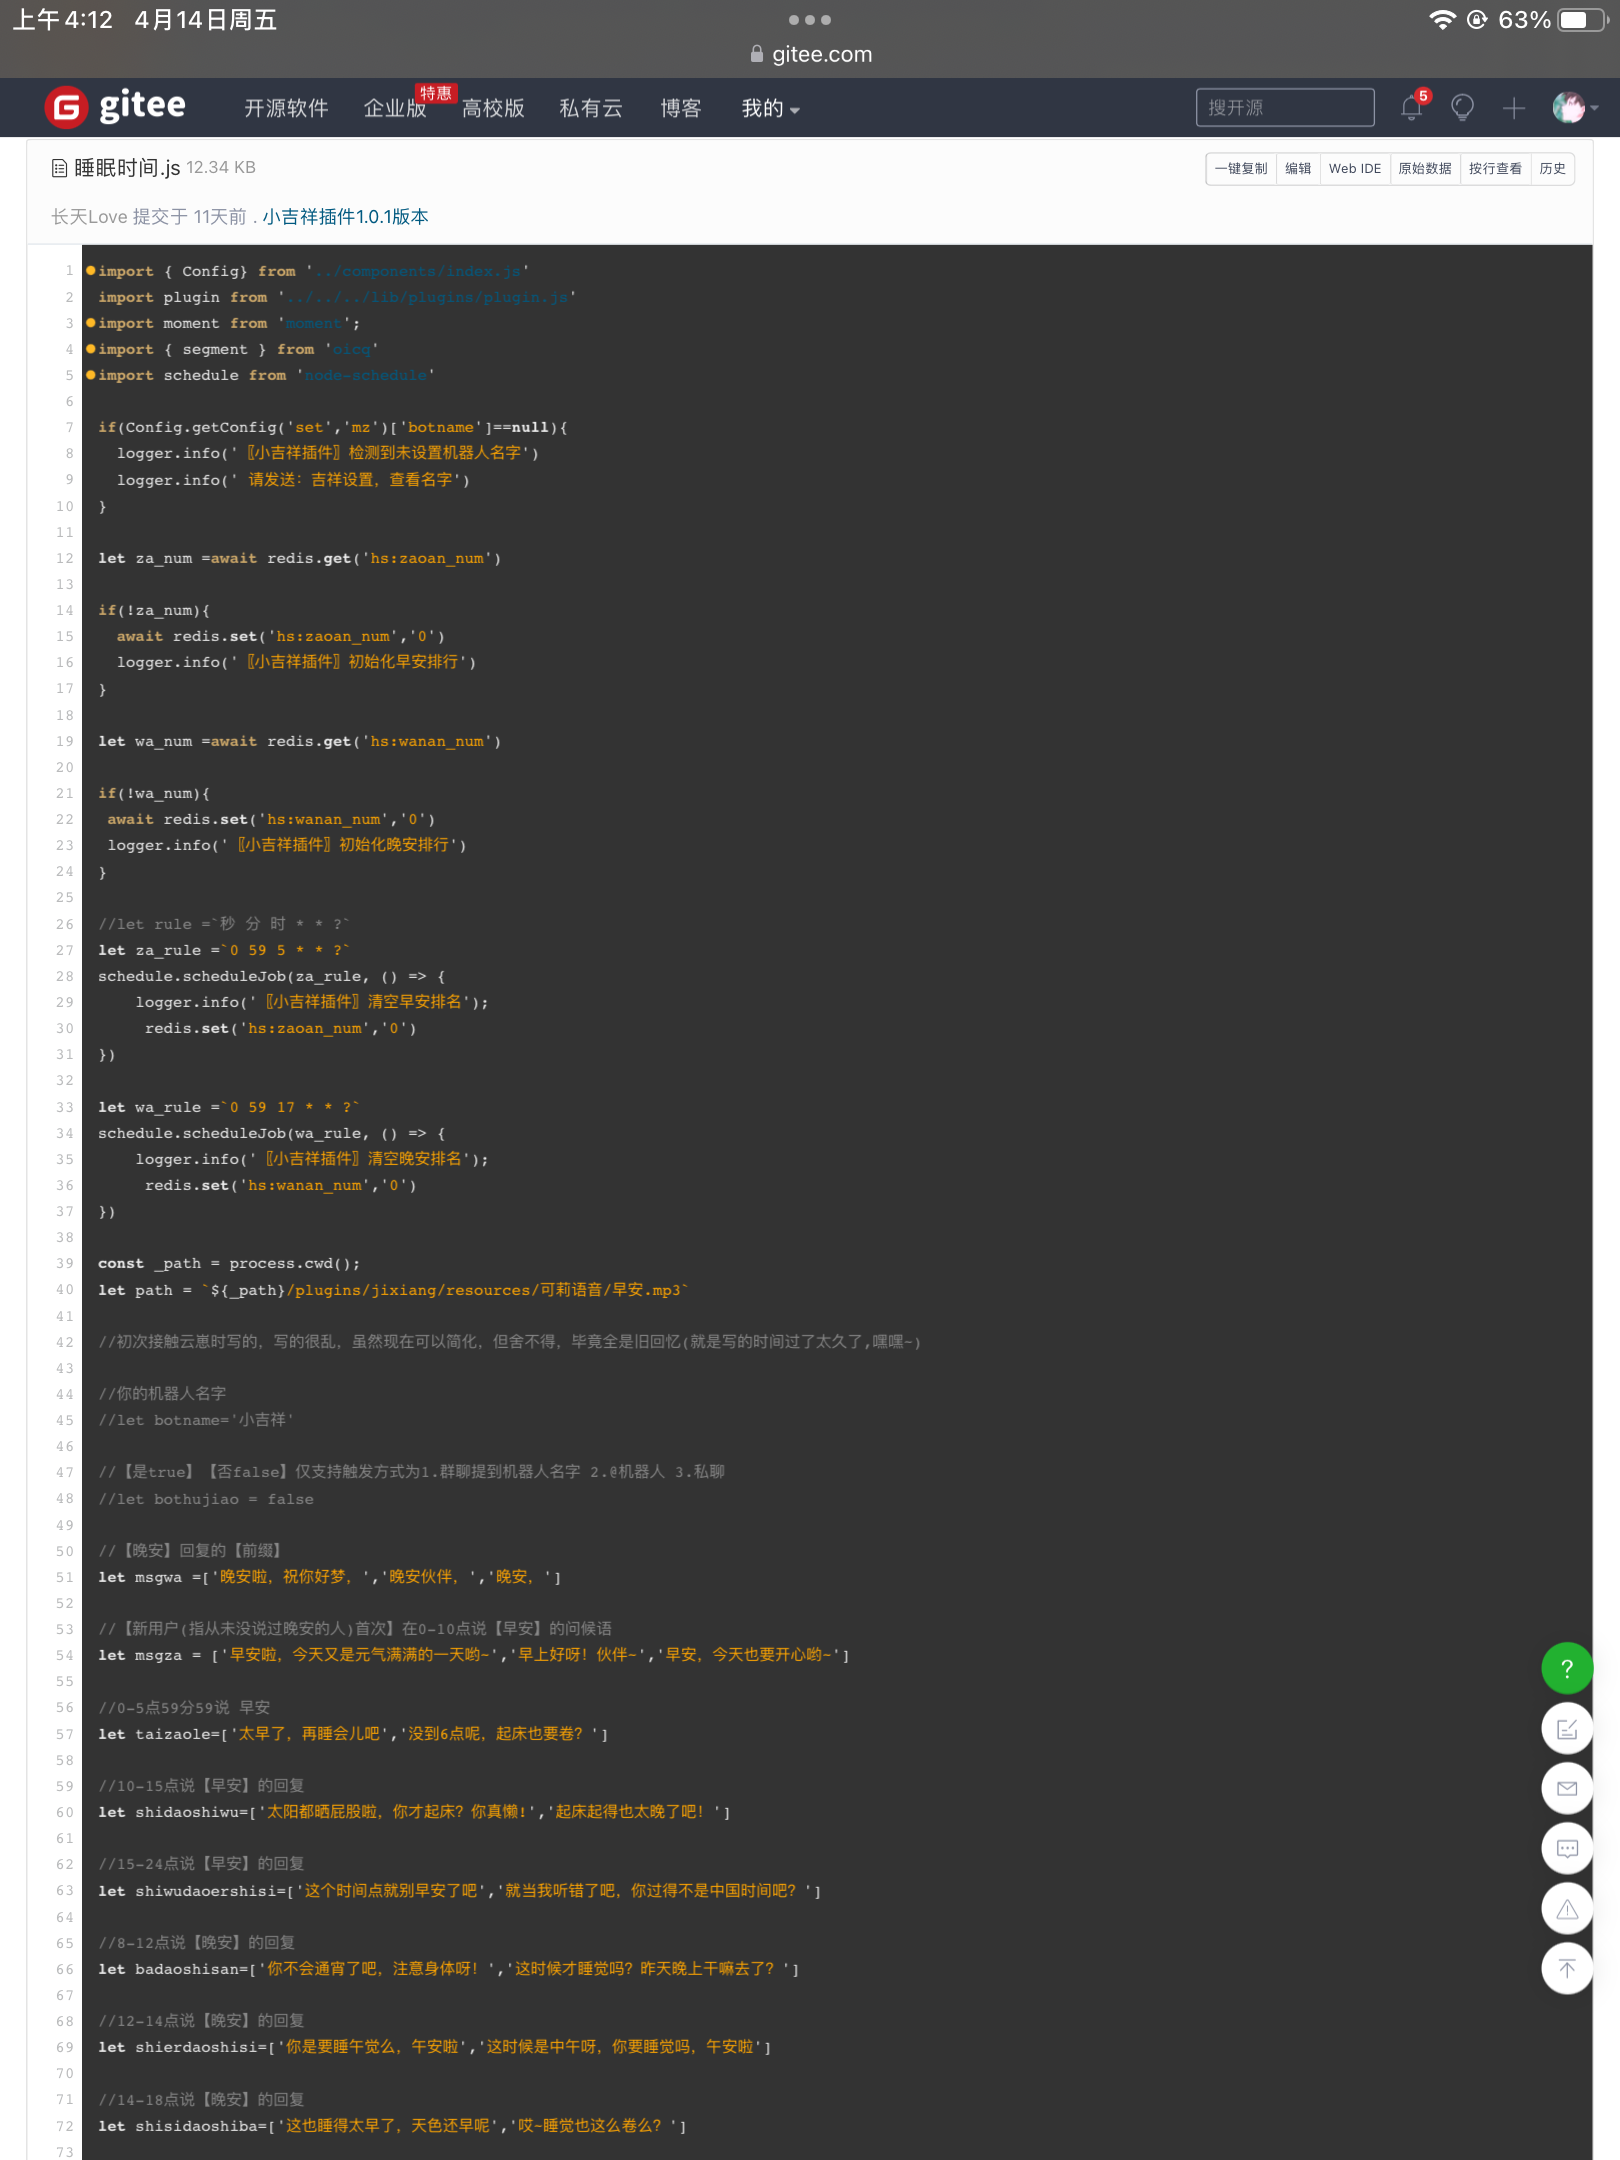 上午4:12 4月14日周五
63%
gitee.com
gitee 开源软件 企业版 特惠 高校版 私有云 博客 我的 搜开源 5
睡眠时间.js 12.34 KB 一键复制 编辑 Web IDE 原始数据 按行查看 历史
长天Love 提交于 11天前 . 小吉祥插件1.0.1版本
1 import { Config} from '../components/index.js'
2 import plugin from '../../../lib/plugins/plugin.js'
3 import moment from 'moment';
4 import { segment } from 'oicq'
5 import schedule from 'node-schedule'
6
7 if(Config.getConfig('set','mz')['botname']==null){
8 logger.info('〖小吉祥插件〗检测到未设置机器人名字')
9 logger.info(' 请发送：吉祥设置，查看名字')
10 }
11
12 let za_num =await redis.get('hs:zaoan_num')
13
14 if(!za_num){
15 await redis.set('hs:zaoan_num','0')
16 logger.info('〖小吉祥插件〗初始化早安排行')
17 }
18
19 let wa_num =await redis.get('hs:wanan_num')
20
21 if(!wa_num){
22 await redis.set('hs:wanan_num','0')
23 logger.info('〖小吉祥插件〗初始化晚安排行')
24 }
25
26 //let rule =`秒 分 时 * * ?`
27 let za_rule =`0 59 5 * * ?`
28 schedule.scheduleJob(za_rule, () => {
29 logger.info('〖小吉祥插件〗清空早安排名');
30 redis.set('hs:zaoan_num','0')
31 })
32
33 let wa_rule =`0 59 17 * * ?`
34 schedule.scheduleJob(wa_rule, () => {
35 logger.info('〖小吉祥插件〗清空晚安排名');
36 redis.set('hs:wanan_num','0')
37 })
38
39 const _path = process.cwd();
40 let path = `${_path}/plugins/jixiang/resources/可莉语音/早安.mp3`
41
42 //初次接触云崽时写的，写的很乱，虽然现在可以简化，但舍不得，毕竟全是旧回忆(就是写的时间过了太久了,嘿嘿~)
43
44 //你的机器人名字
45 //let botname='小吉祥'
46
47 //【是true】【否false】仅支持触发方式为1.群聊提到机器人名字 2.@机器人 3.私聊
48 //let bothujiao = false
49
50 //【晚安】回复的【前缀】
51 let msgwa =['晚安啦，祝你好梦，','晚安伙伴，','晚安，']
52
53 //【新用户(指从未没说过晚安的人)首次】在0-10点说【早安】的问候语
54 let msgza = ['早安啦，今天又是元气满满的一天哟~','早上好呀！伙伴~','早安，今天也要开心哟~']
55
56 //0-5点59分59说 早安
57 let taizaole=['太早了，再睡会儿吧','没到6点呢，起床也要卷？']
58
59 //10-15点说【早安】的回复
60 let shidaoshiwu=['太阳都晒屁股啦，你才起床？你真懒!','起床起得也太晚了吧！']
61
62 //15-24点说【早安】的回复
63 let shiwudaoershisi=['这个时间点就别早安了吧','就当我听错了吧，你过得不是中国时间吧？']
64
65 //8-12点说【晚安】的回复
66 let badaoshisan=['你不会通宵了吧，注意身体呀！','这时候才睡觉吗？昨天晚上干嘛去了？']
67
68 //12-14点说【晚安】的回复
69 let shierdaoshisi=['你是要睡午觉么，午安啦','这时候是中午呀，你要睡觉吗，午安啦']
70
71 //14-18点说【晚安】的回复
72 let shisidaoshiba=['这也睡得太早了，天色还早呢','哎~睡觉也这么卷么？']
73
?